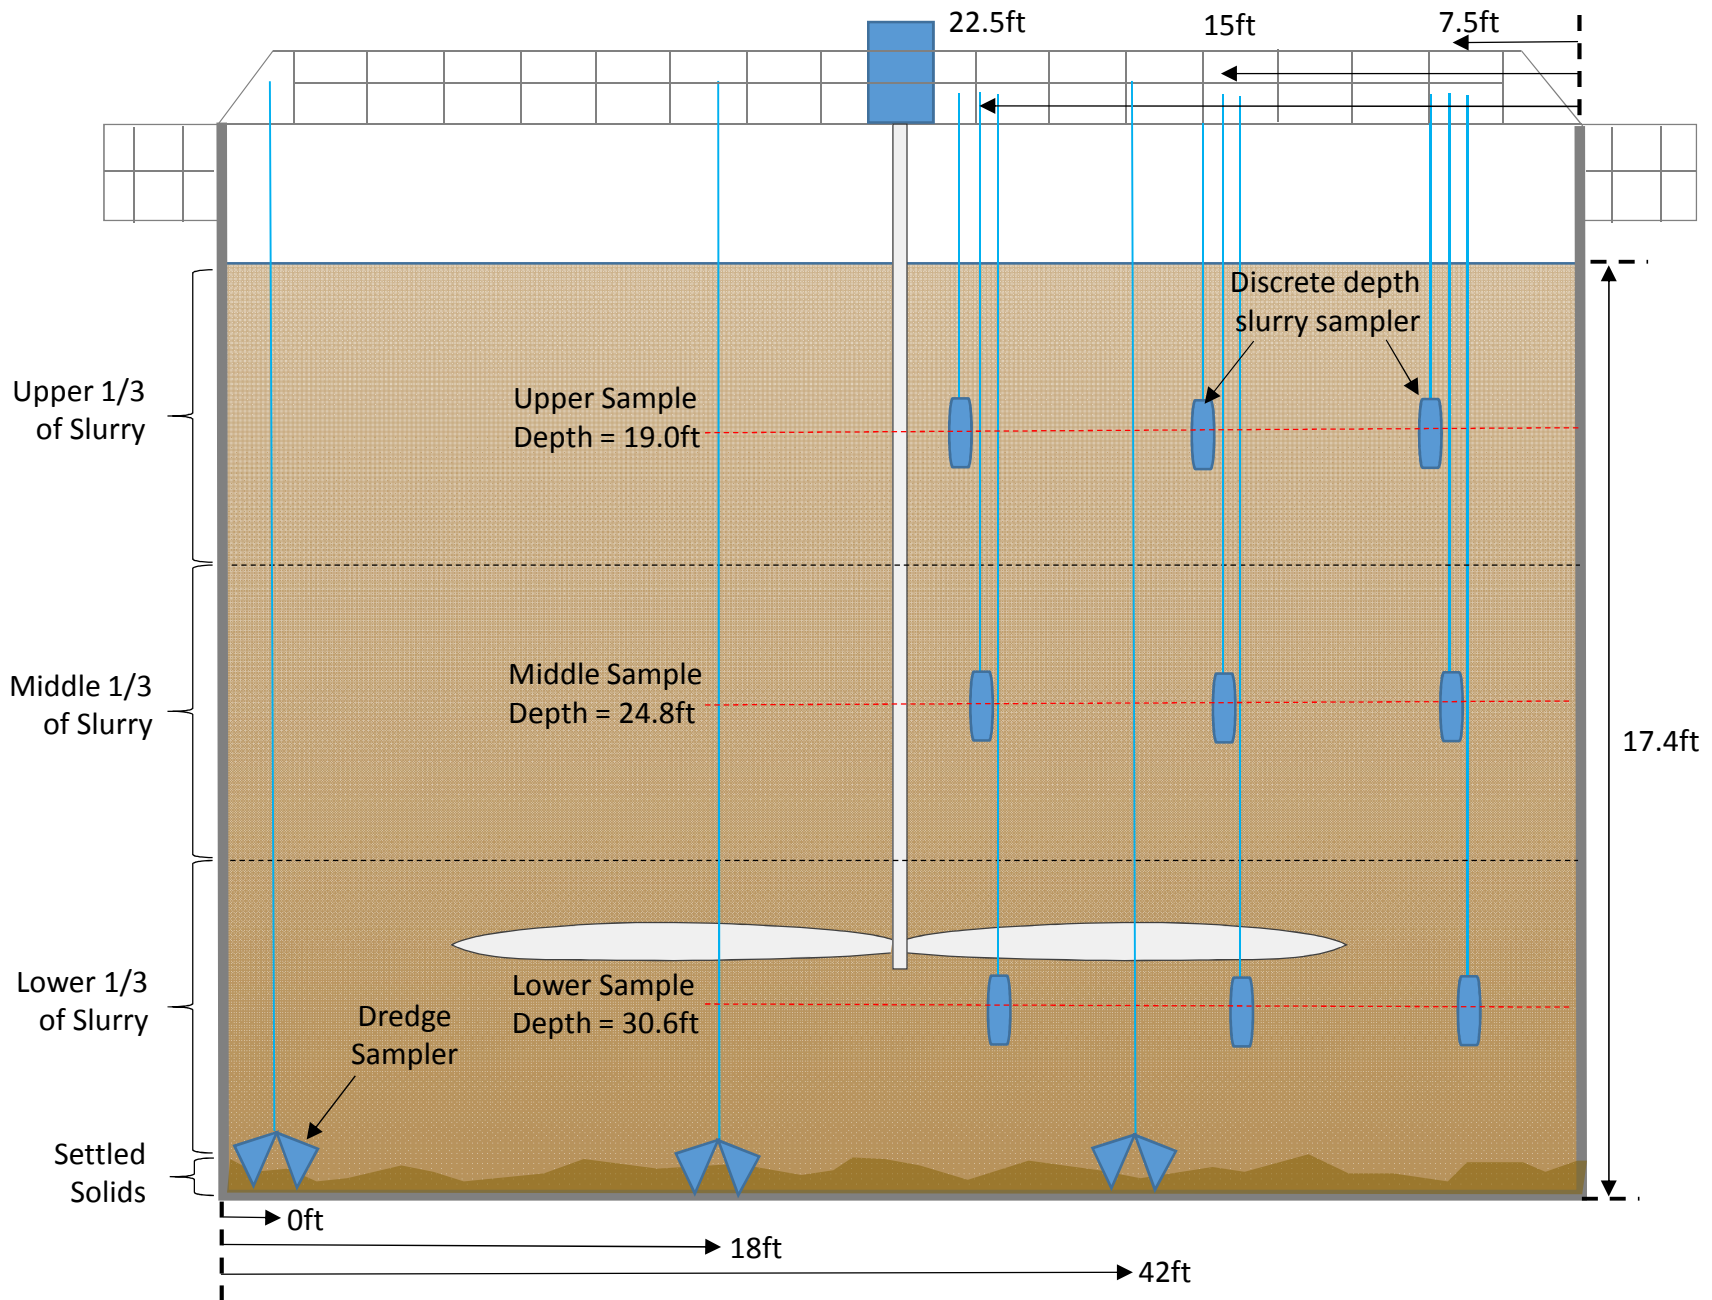 22.5ft
15ft
7.5ft
Discrete depth
slurry sampler
Upper 1/3
of Slurry
Upper Sample
Depth = 19.0ft
Middle 1/3
of Slurry
Middle Sample
Depth = 24.8ft
17.4ft
Lower 1/3
of Slurry
Lower Sample
Depth = 30.6ft
Dredge
Sampler
Settled
Solids
0ft
18ft
42ft